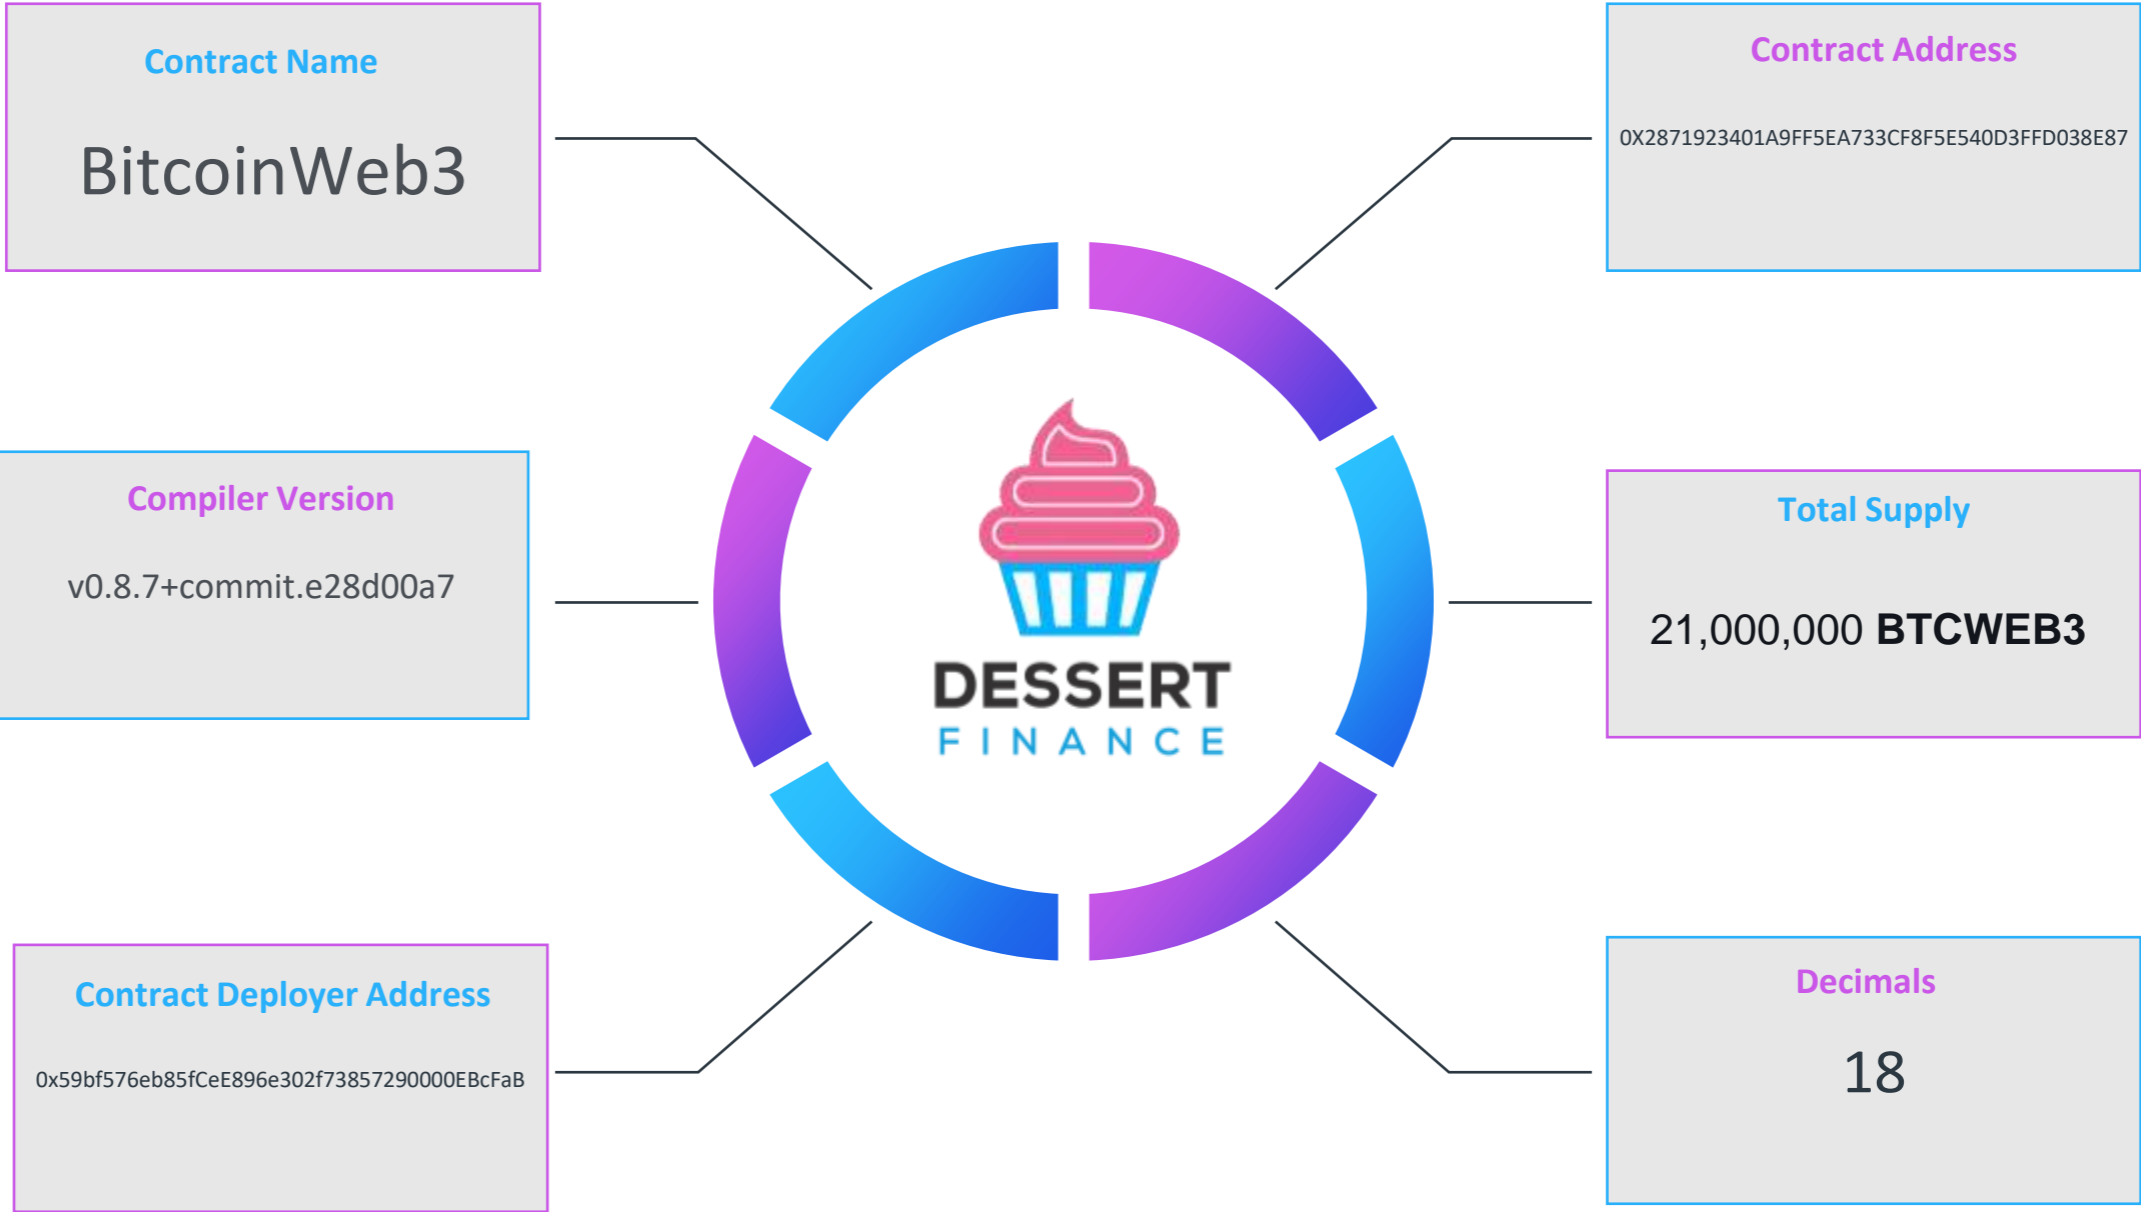 Contract Name
BitcoinWeb3
Contract Address
0X2871923401A9FF5EA733CF8F5E540D3FFD038E87
Compiler Version
v0.8.7+commit.e28d00a7
DESSERT
FINANCE
Total Supply
21,000,000 BTCWEB3
Contract Deployer Address
0x59bf576eb85fCeE896e302f73857290000EBcFaB
Decimals
18